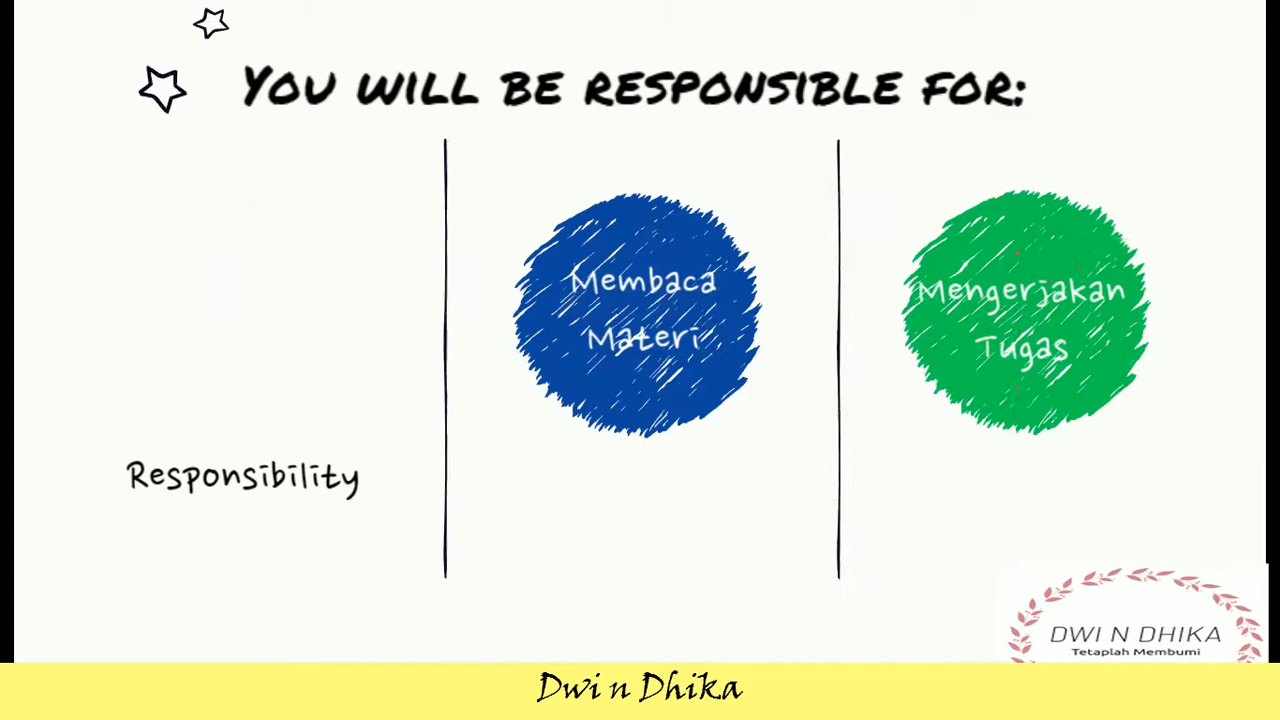 YOU WILL BE RESPONSIBLE FOR:
Membaca
Materi
Mengerjakan
Tugas
Responsibility
DWI N DHIKA
Tetaplah Membumi
Dwi n Dhika